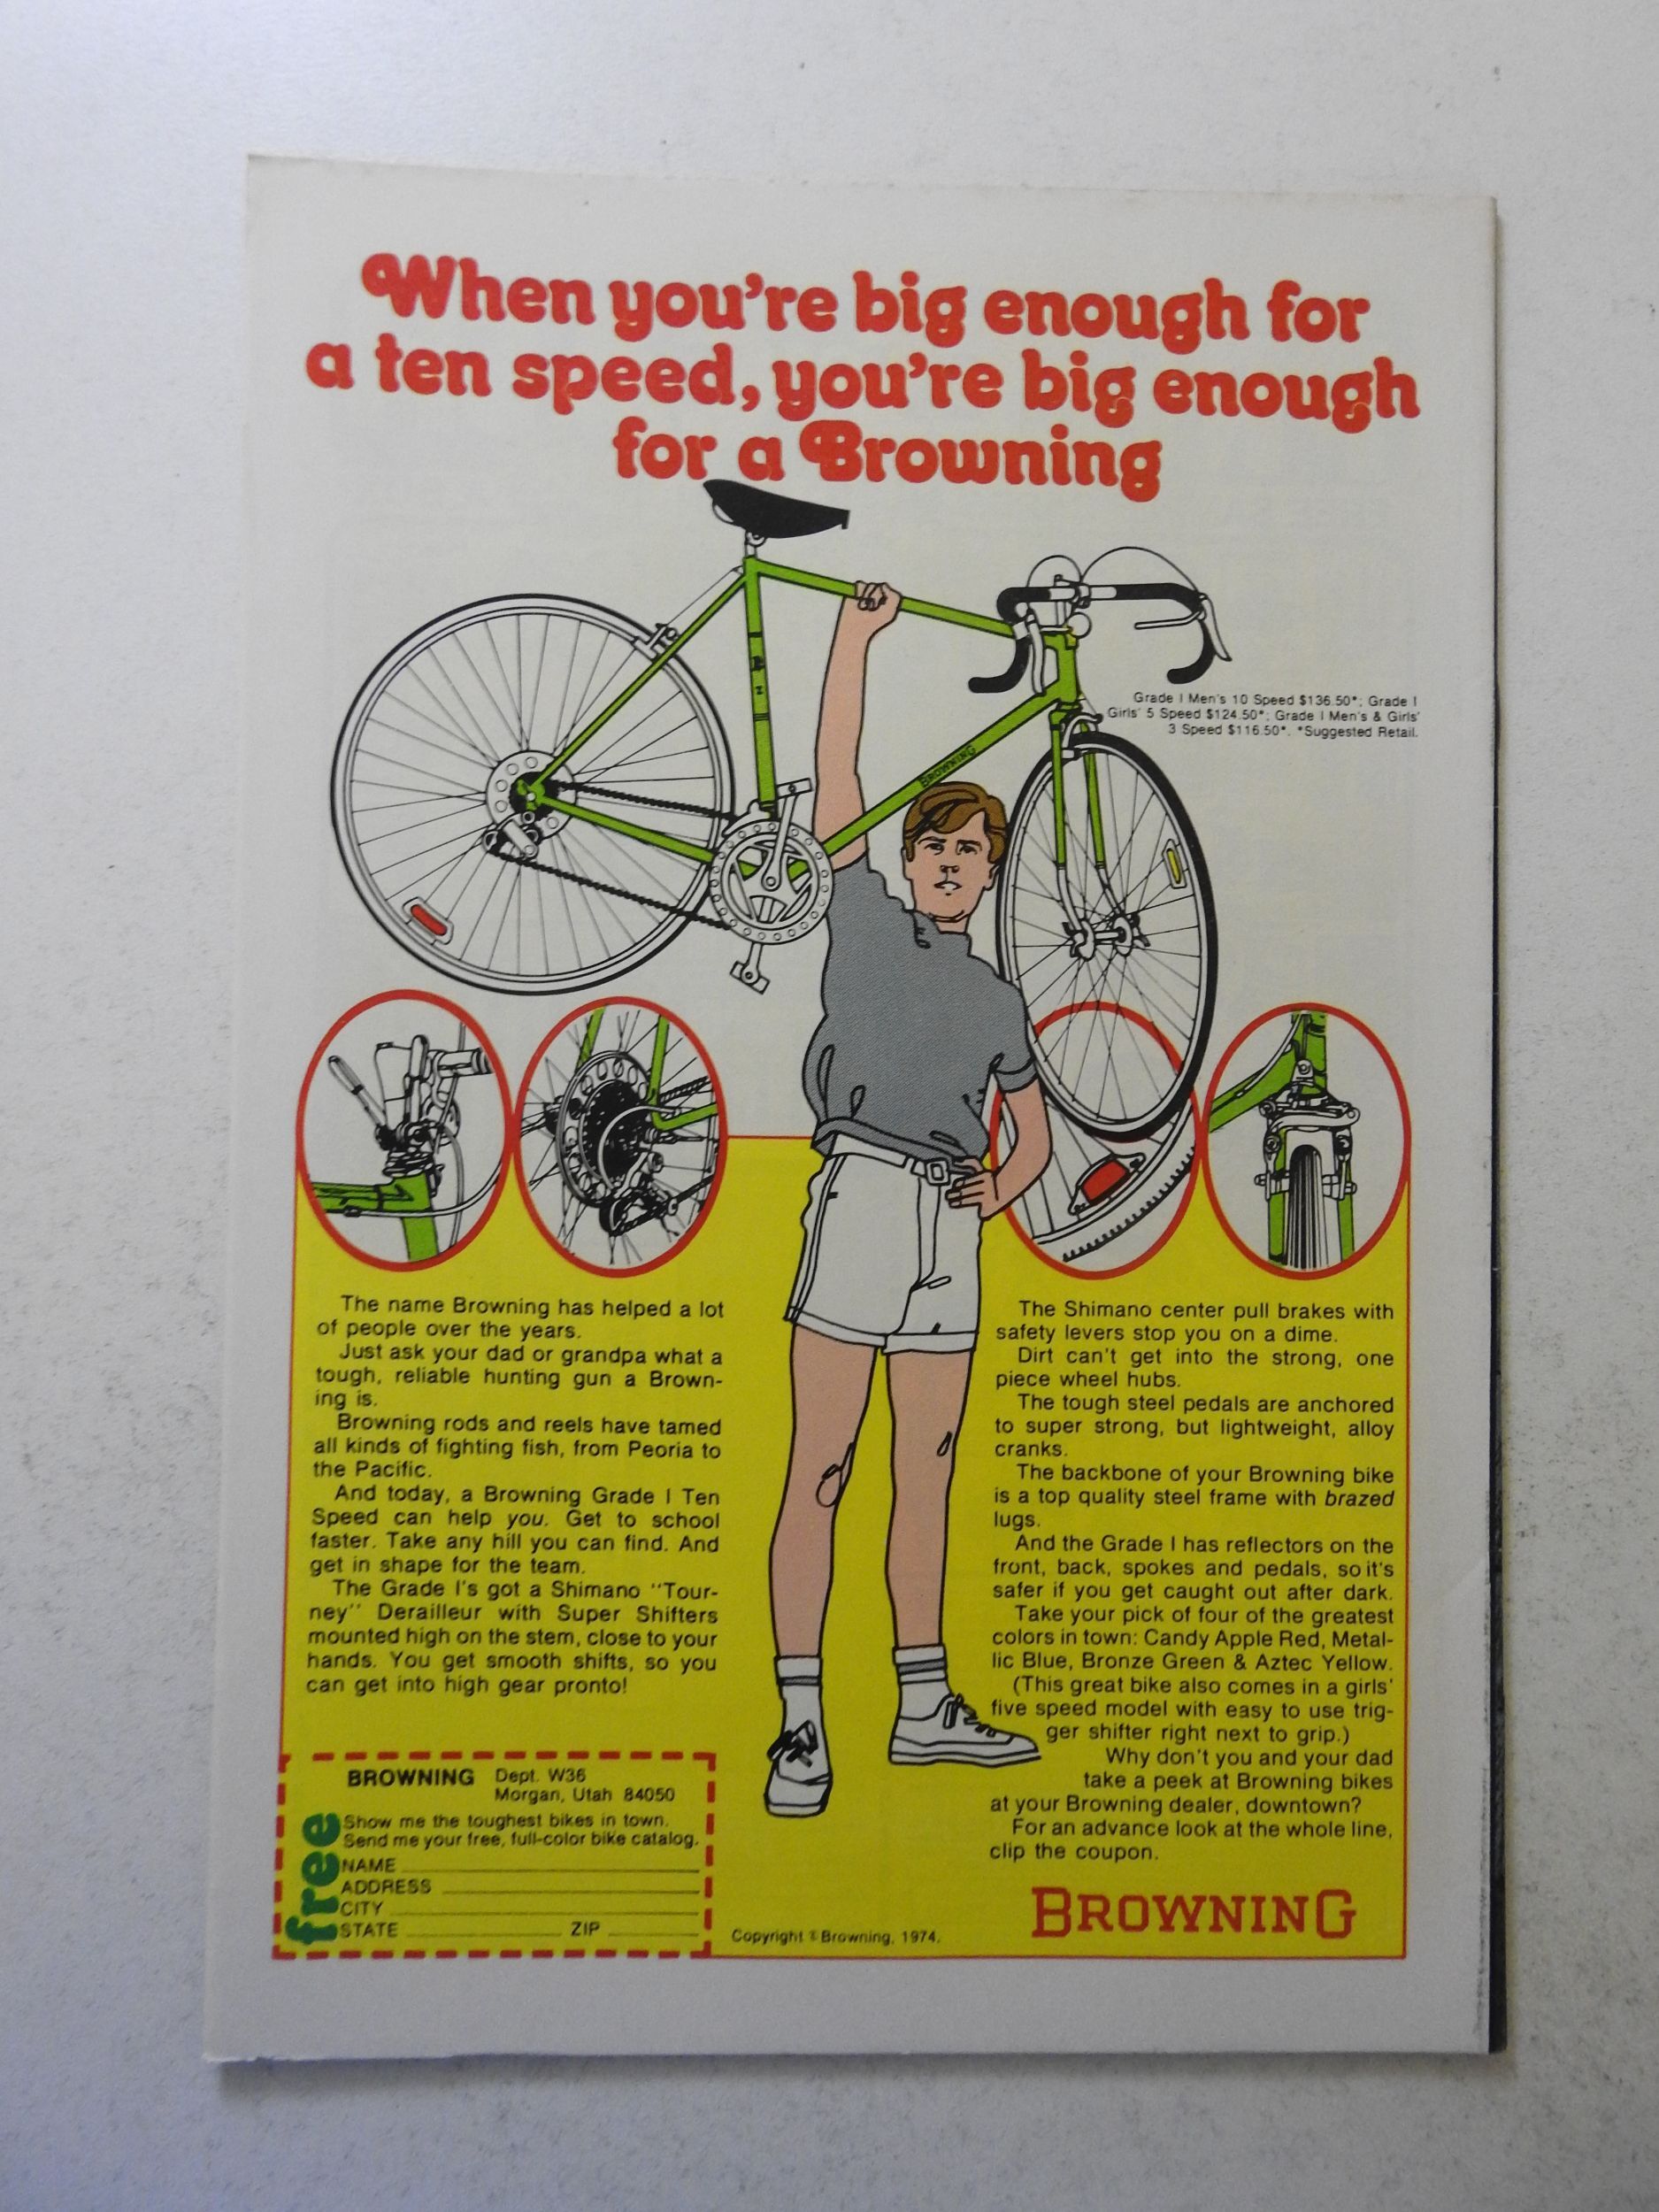 When you're big enough for
a ten speed, you're big enough
for a Browning
BROWNING
Grade I Men's 10 Speed $136.50*; Grade I
Girls' 5 Speed $124.50*; Grade I Men's & Girls'
3 Speed $116.50*. *Suggested Retail.
The name Browning has helped a lot
of people over the years.
Just ask your dad or grandpa what a
tough, reliable hunting gun a Brown-
ing is.
Browning rods and reels have tamed
all kinds of fighting fish, from Peoria to
the Pacific.
And today, a Browning Grade I Ten
Speed can help you. Get to school
faster. Take any hill you can find. And
get in shape for the team.
The Grade I's got a Shimano "Tour-
ney" Derailleur with Super Shifters
mounted high on the stem, close to your
hands. You get smooth shifts, so you
can get into high gear pronto!
The Shimano center pull brakes with
safety levers stop you on a dime.
Dirt can't get into the strong, one
piece wheel hubs.
The tough steel pedals are anchored
to super strong, but lightweight, alloy
cranks.
The backbone of your Browning bike
is a top quality steel frame with brazed
lugs.
And the Grade I has reflectors on the
front, back, spokes and pedals, so it's
safer if you get caught out after dark.
Take your pick of four of the greatest
colors in town: Candy Apple Red, Metal-
lic Blue, Bronze Green & Aztec Yellow.
(This great bike also comes in a girls'
five speed model with easy to use trig-
ger shifter right next to grip.)
Why don't you and your dad
take a peek at Browning bikes
at your Browning dealer, downtown?
For an advance look at the whole line,
clip the coupon.
BROWNING Dept. W36
Morgan, Utah 84050
free
Show me the toughest bikes in town.
Send me your free, full-color bike catalog.
NAME
ADDRESS
CITY
STATE ZIP
Copyright © Browning, 1974.
BROWNING